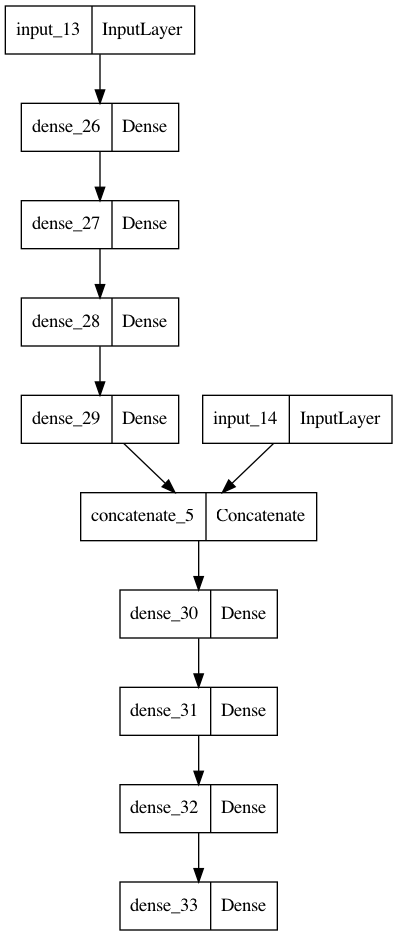 input_13 InputLayer
dense_26 Dense
dense_27 Dense
dense_28 Dense
dense_29 Dense
input_14 InputLayer
concatenate_5 Concatenate
dense_30 Dense
dense_31 Dense
dense_32 Dense
dense_33 Dense